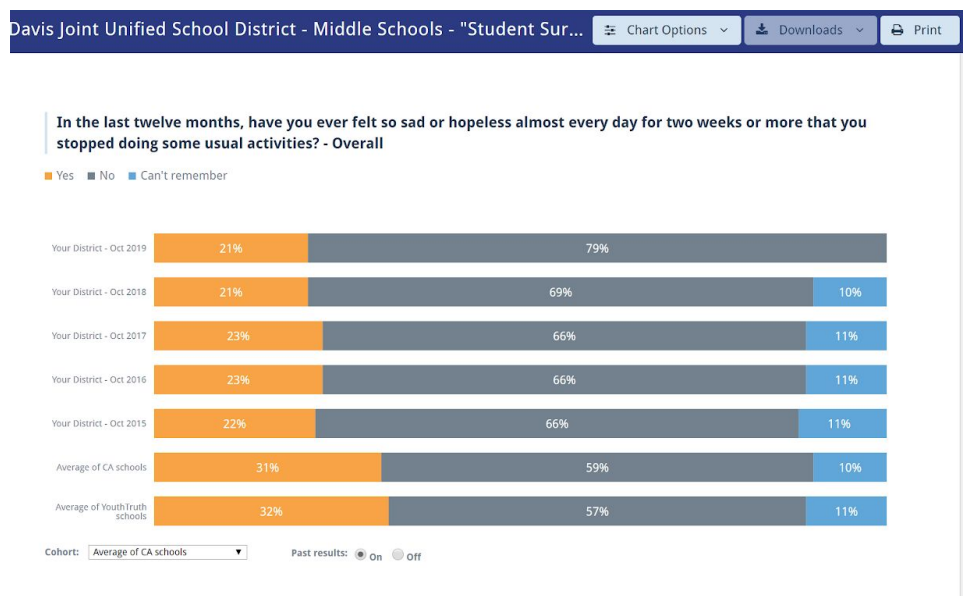 Davis Joint Unified School District - Middle Schools - "Student Sur...
Chart Options
Downloads
Print
In the last twelve months, have you ever felt so sad or hopeless almost every day for two weeks or more that you
stopped doing some usual activities? - Overall
Yes No Can't remember
Your District - Oct 2019 21% 79%
Your District - Oct 2018 21% 69% 10%
Your District - Oct 2017 23% 66% 11%
Your District - Oct 2016 23% 66% 11%
Your District - Oct 2015 22% 66% 11%
Average of CA schools 31% 59% 10%
Average of YouthTruth
schools 32% 57% 11%
Cohort: Average of CA schools Past results: On Off